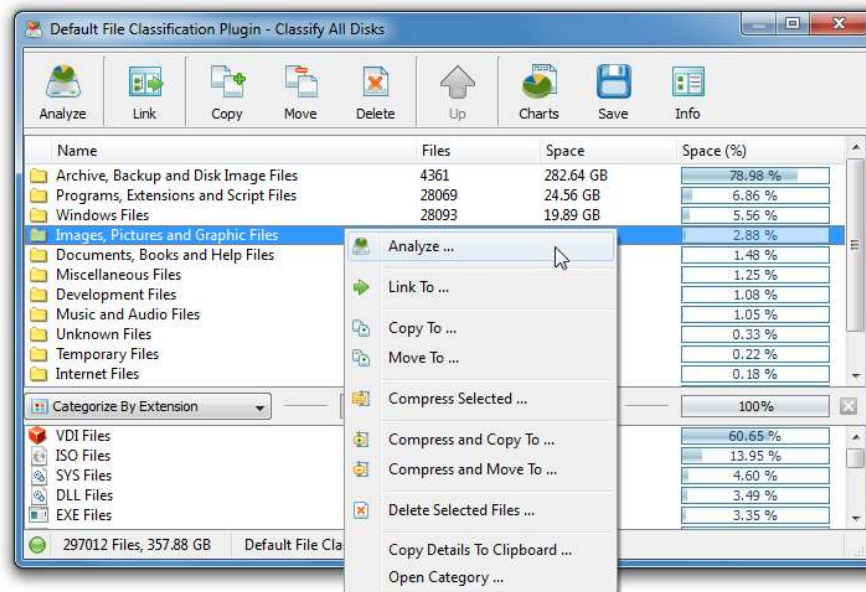 Default File Classification Plugin - Classify All Disks
Analyze Link Copy Move Delete Up Charts Save Info
Name Files Space Space (%)
Archive, Backup and Disk Image Files 4361 282.64 GB 78.98 %
Programs, Extensions and Script Files 28069 24.56 GB 6.86 %
Windows Files 28093 19.89 GB 5.56 %
Images, Pictures and Graphic Files 2.88 %
Documents, Books and Help Files 1.48 %
Miscellaneous Files 1.25 %
Development Files 1.08 %
Music and Audio Files 1.05 %
Unknown Files 0.33 %
Temporary Files 0.22 %
Internet Files 0.18 %
Analyze ...
Link To ...
Copy To ...
Move To ...
Compress Selected ...
Compress and Copy To ...
Compress and Move To ...
Delete Selected Files ...
Copy Details To Clipboard ...
Open Category ...
Categorize By Extension 100%
VDI Files 60.65 %
ISO Files 13.95 %
SYS Files 4.60 %
DLL Files 3.49 %
EXE Files 3.35 %
297012 Files, 357.88 GB Default File Cla